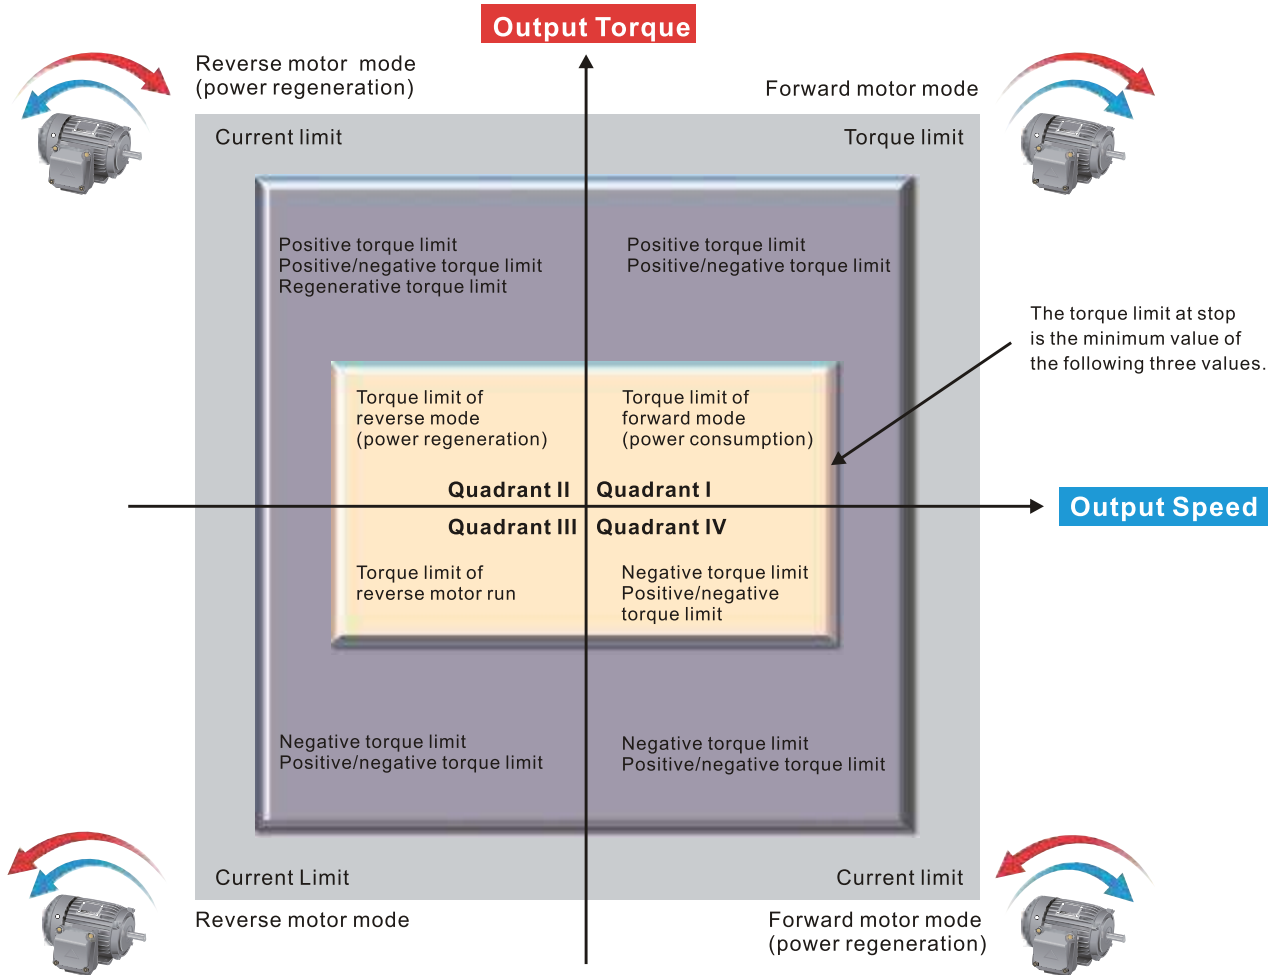 Output Torque
Reverse motor mode
(power regeneration)
Forward motor mode
Current limit
Torque limit
Positive torque limit
Positive/negative torque limit
Regenerative torque limit
Positive torque limit
Positive/negative torque limit
The torque limit at stop
is the minimum value of
the following three values.
Torque limit of
reverse mode
(power regeneration)
Torque limit of
forward mode
(power consumption)
Quadrant II
Quadrant I
Output Speed
Quadrant III
Quadrant IV
Torque limit of
reverse motor run
Negative torque limit
Positive/negative
torque limit
Negative torque limit
Positive/negative torque limit
Negative torque limit
Positive/negative torque limit
Current Limit
Current limit
Reverse motor mode
Forward motor mode
(power regeneration)